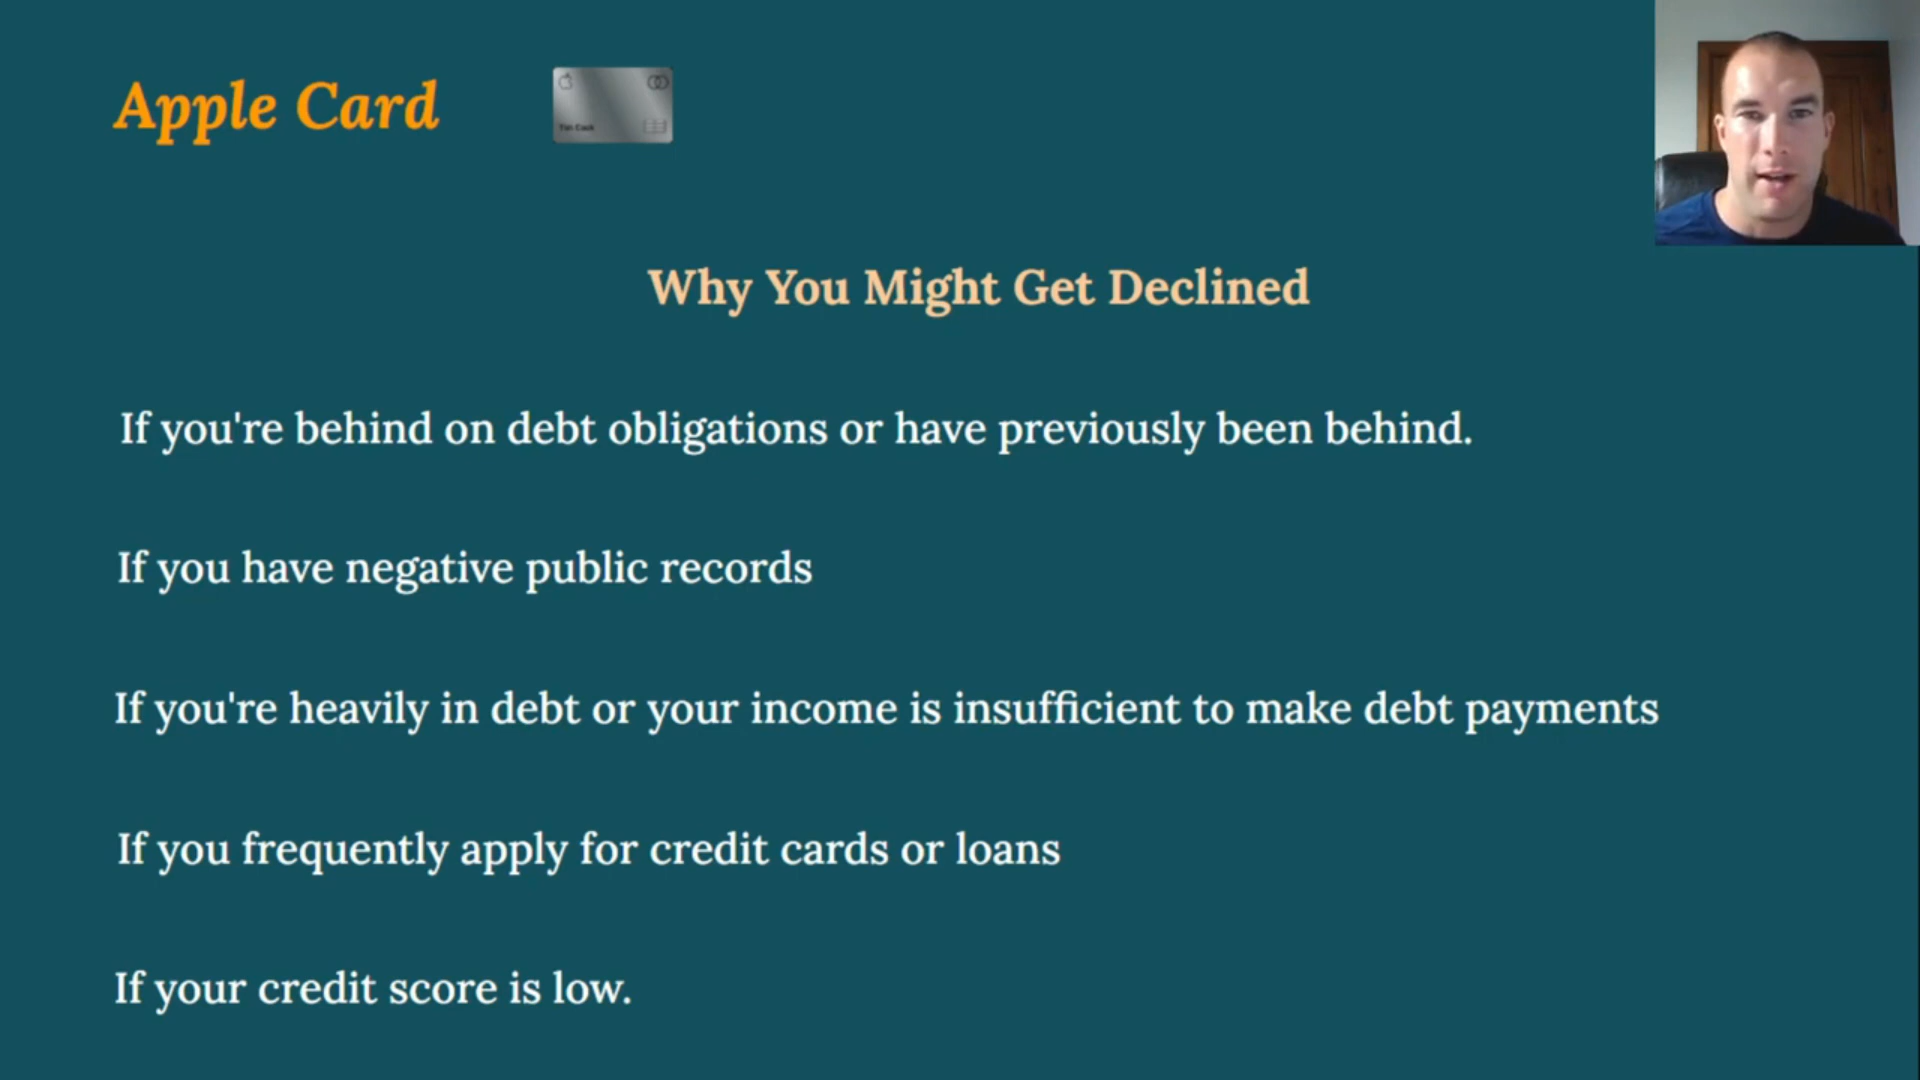 Apple Card
Why You Might Get Declined
If you're behind on debt obligations or have previously been behind.
If you have negative public records
If you're heavily in debt or your income is insufficient to make debt payments
If you frequently apply for credit cards or loans
If your credit score is low.